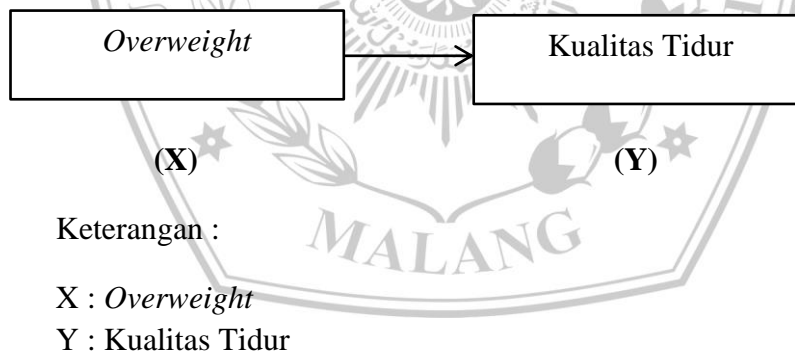 Overweight
Kualitas Tidur
(X)
(Y)
Keterangan :
MALANG
X : Overweight
Y : Kualitas Tidur